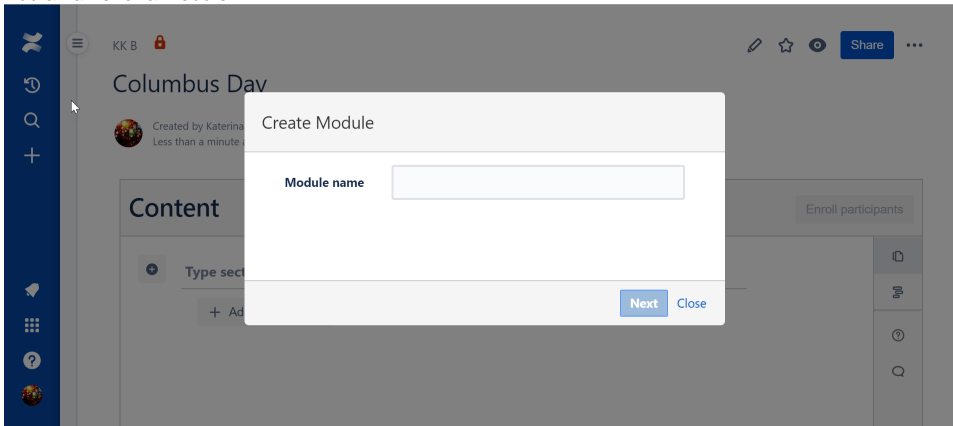 KK B
Share
Columbus Day
Created by Katerina
Less than a minute
Create Module
Module name
Content
Enroll participants
Type sect
+ Ad
Next Close